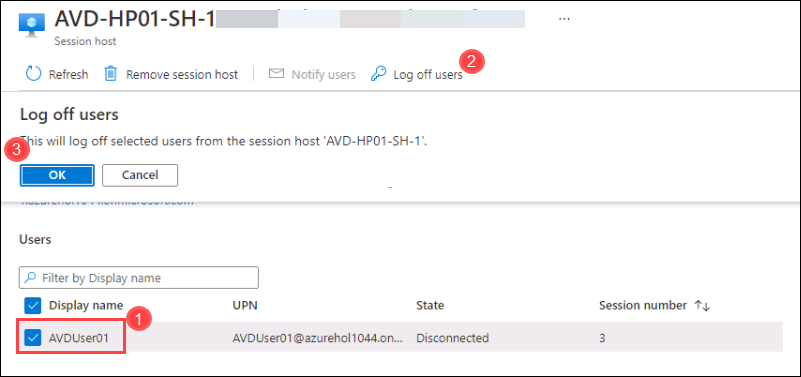 AVD-HP01-SH-1
...
Session host
Refresh Remove session host Notify users Log off users 2
Log off users
This will log off selected users from the session host 'AVD-HP01-SH-1'.
3
OK Cancel
Users
Filter by Display name
Display name UPN State Session number
1
AVDUser01 AVDUser01@azurehol1044.on... Disconnected 3